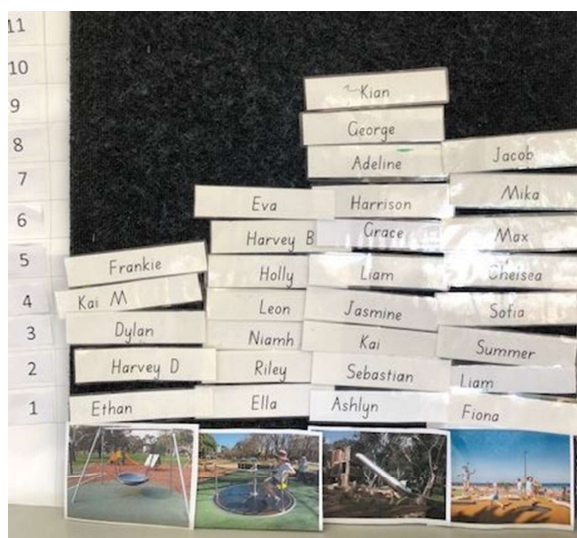 11
10
9
8
7
6
5
4
3
2
1
Frankie
Kai M
Dylan
Harvey D
Ethan
Eva
Harvey B
Holly
Leon
Niamh
Riley
Ella
Kian
George
Adeline
Harrison
Grace
Liam
Jasmine
Kai
Sebastian
Ashlyn
Jacob
Mika
Max
Chelsea
Sofia
Summer
Liam
Fiona